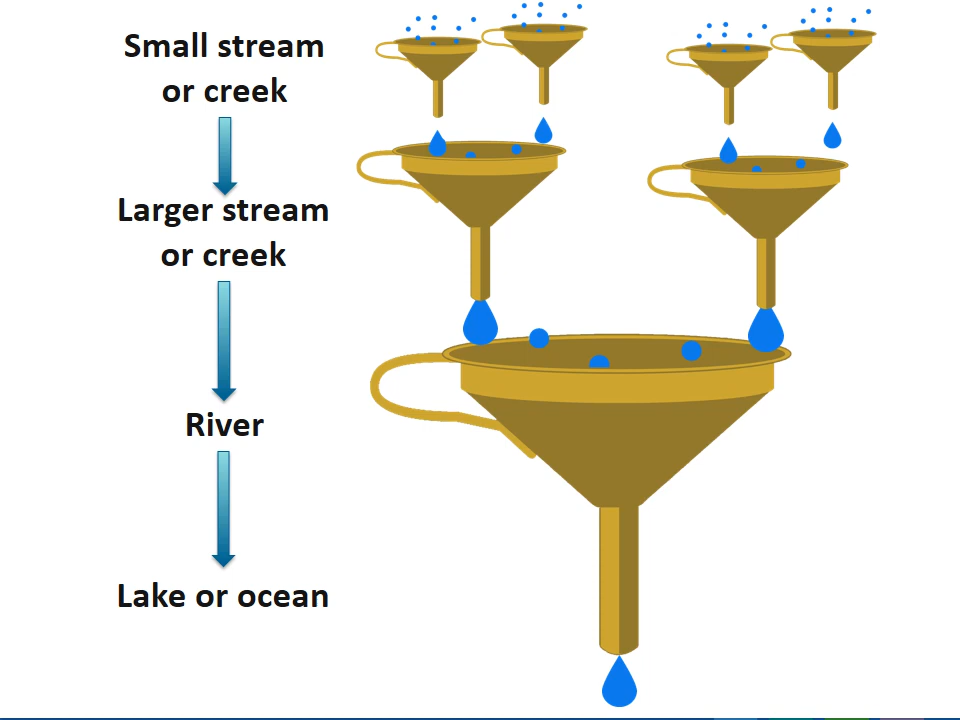 Small stream
or creek
Larger stream
or creek
River
Lake or ocean